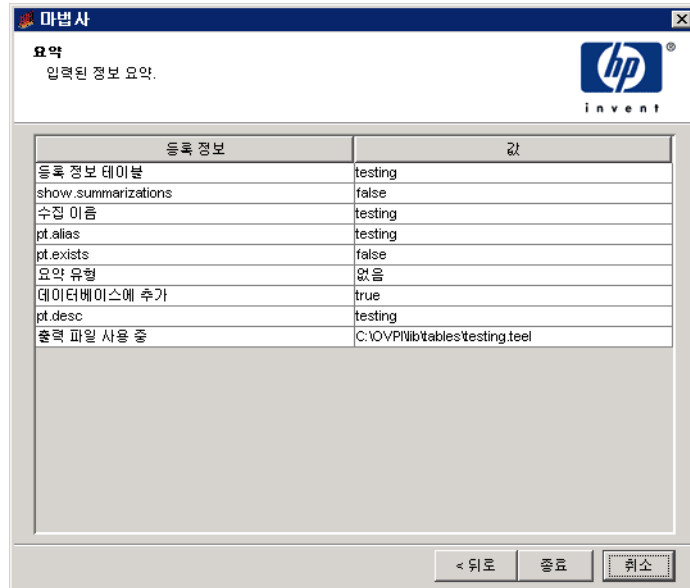 마법사
요약
입력된 정보 요약.
hp
®
invent
등록 정보 값
등록 정보 테이블 testing
show.summarizations false
수집 이름 testing
pt.alias testing
pt.exists false
요약 유형 없음
데이터베이스에 추가 true
pt.desc testing
출력 파일 사용 중 C:\OVPI\lib\tables\testing.teel
< 뒤로 종료 취소